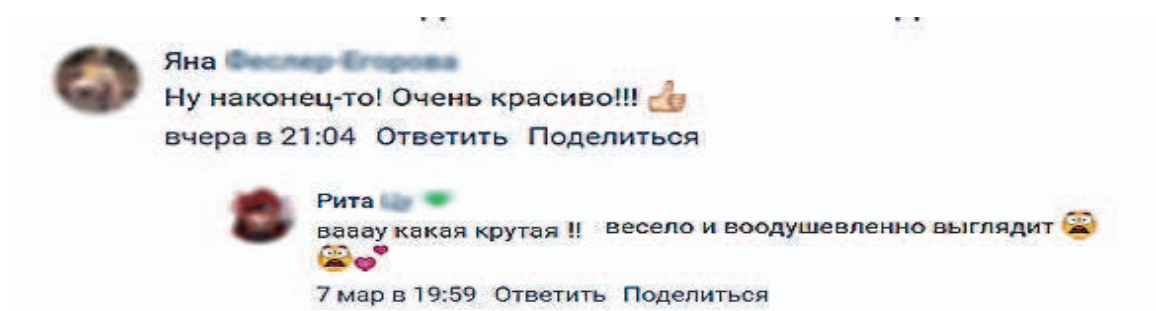 Яна
Ну наконец-то! Очень красиво!!! 👍
вчера в 21:04 Ответить Поделиться
Рита
вааау какая крутая !! весело и воодушевленно выглядит 😱
😱💕
7 мар в 19:59 Ответить Поделиться